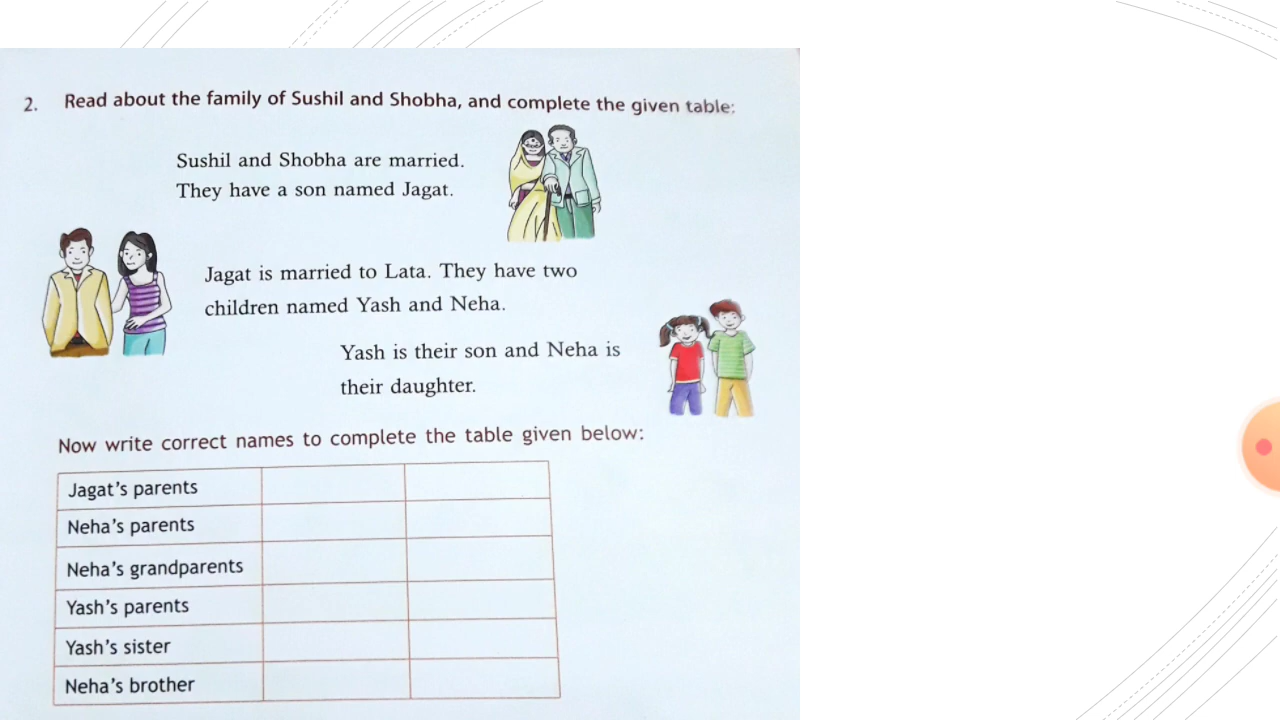 2. Read about the family of Sushil and Shobha, and complete the given table:
Sushil and Shobha are married.
They have a son named Jagat.
Jagat is married to Lata. They have two
children named Yash and Neha.
Yash is their son and Neha is
their daughter.
Now write correct names to complete the table given below:
Jagat's parents
Neha's parents
Neha's grandparents
Yash's parents
Yash's sister
Neha's brother